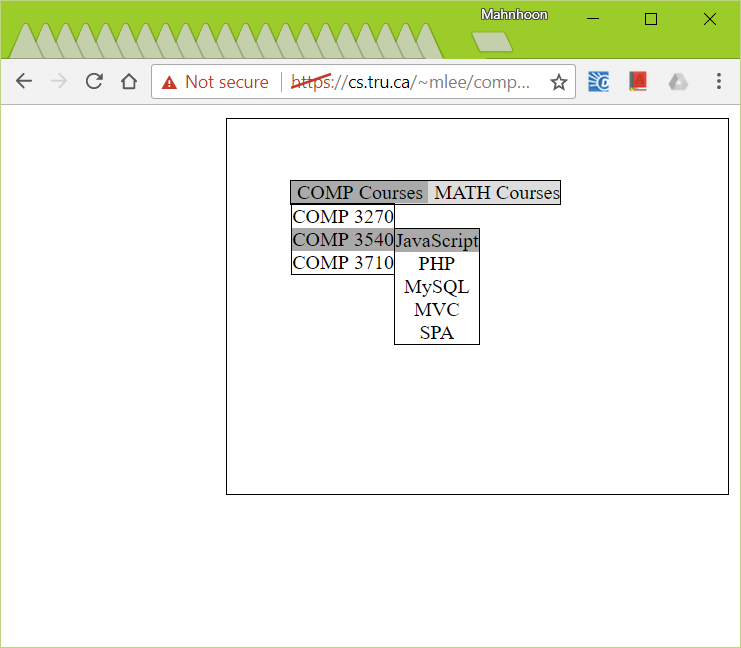 Mahnhoon
Not secure https://cs.tru.ca/~mlee/comp...
COMP Courses MATH Courses
COMP 3270
COMP 3540 JavaScript
COMP 3710 PHP
MySQL
MVC
SPA